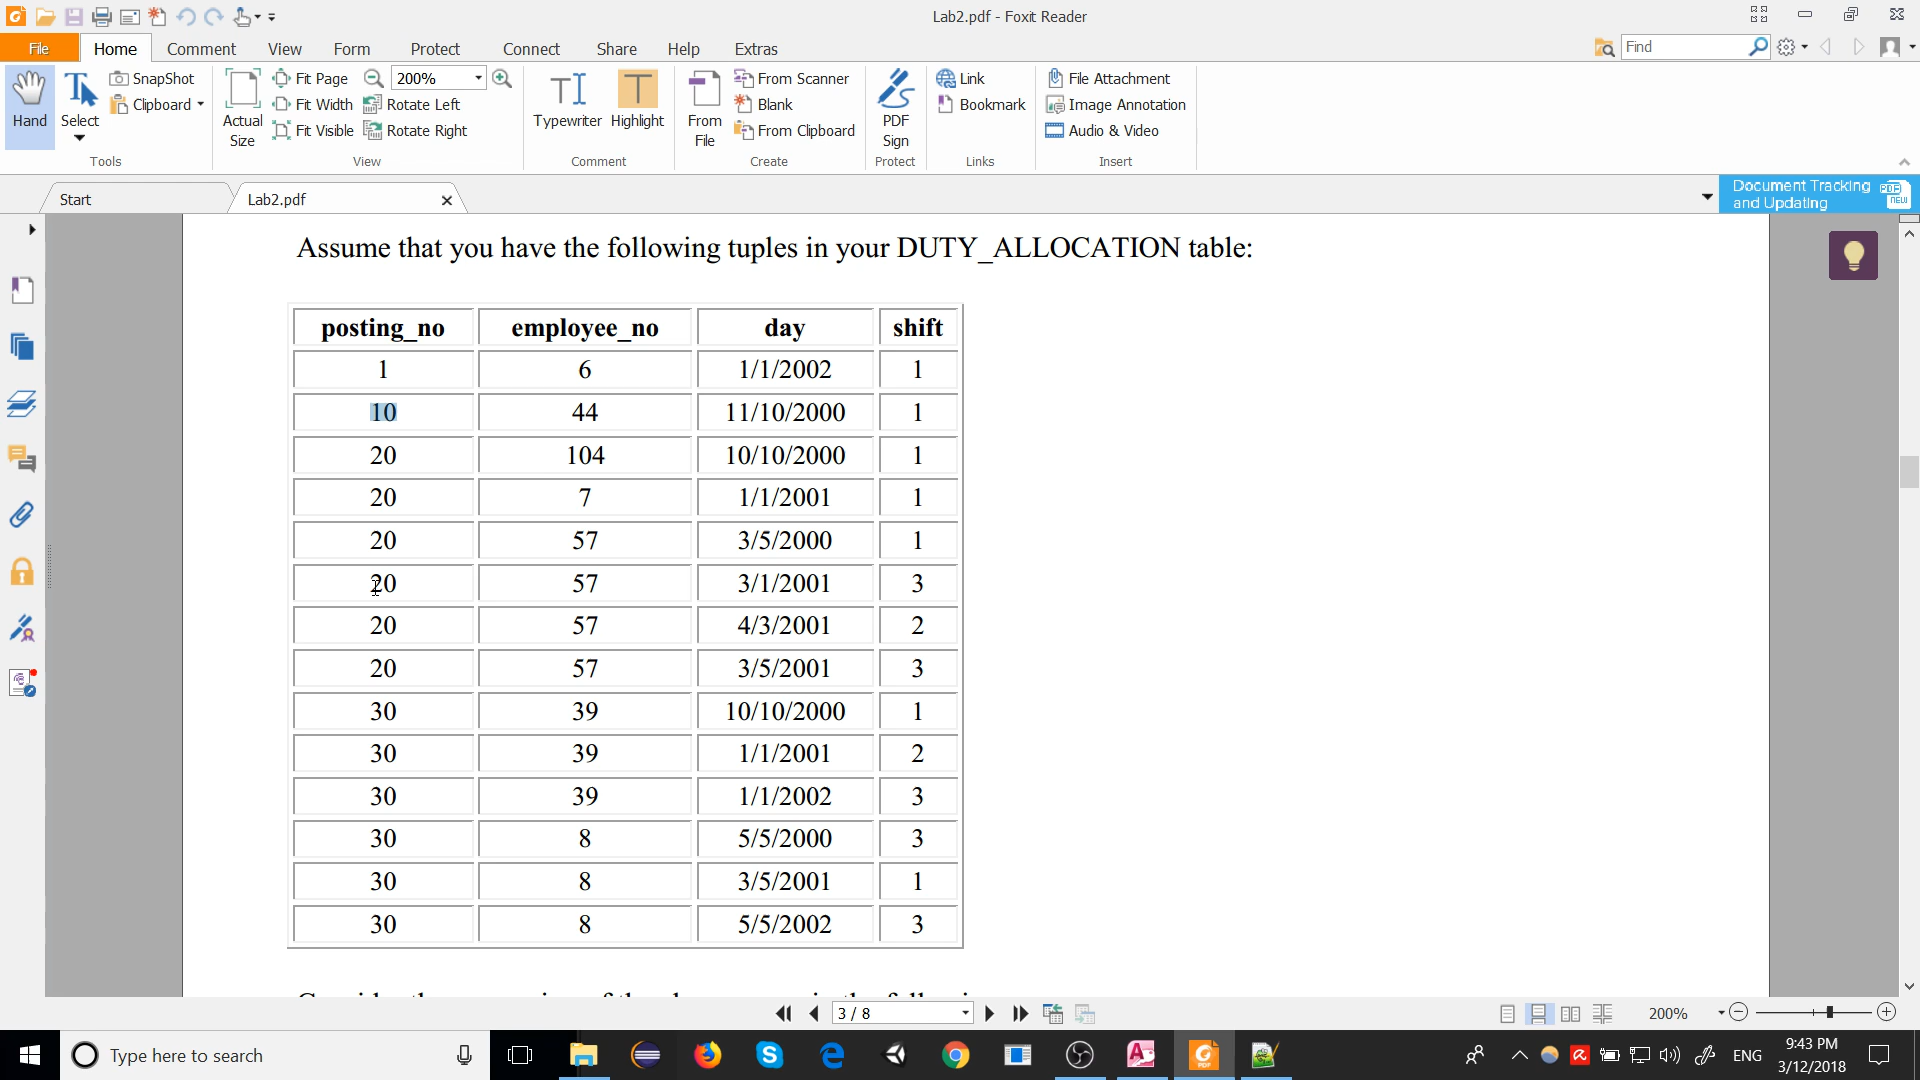 Lab2.pdf - Foxit Reader
File Home Comment View Form Protect Connect Share Help Extras
Find
Hand
Select
SnapShot
Clipboard
Tools
Actual Size
Fit Page
Fit Width
Fit Visible
200%
Rotate Left
Rotate Right
View
Typewriter
Highlight
Comment
From File
From Scanner
Blank
From Clipboard
Create
PDF Sign
Protect
Link
Bookmark
Links
File Attachment
Image Annotation
Audio & Video
Insert
Start
Lab2.pdf
Document Tracking
and Updating
Assume that you have the following tuples in your DUTY_ALLOCATION table:
posting_no employee_no day shift
1 6 1/1/2002 1
10 44 11/10/2000 1
20 104 10/10/2000 1
20 7 1/1/2001 1
20 57 3/5/2000 1
20 57 3/1/2001 3
20 57 4/3/2001 2
20 57 3/5/2001 3
30 39 10/10/2000 1
30 39 1/1/2001 2
30 39 1/1/2002 3
30 8 5/5/2000 3
30 8 3/5/2001 1
30 8 5/5/2002 3
3 / 8
200%
Type here to search
ENG
9:43 PM
3/12/2018